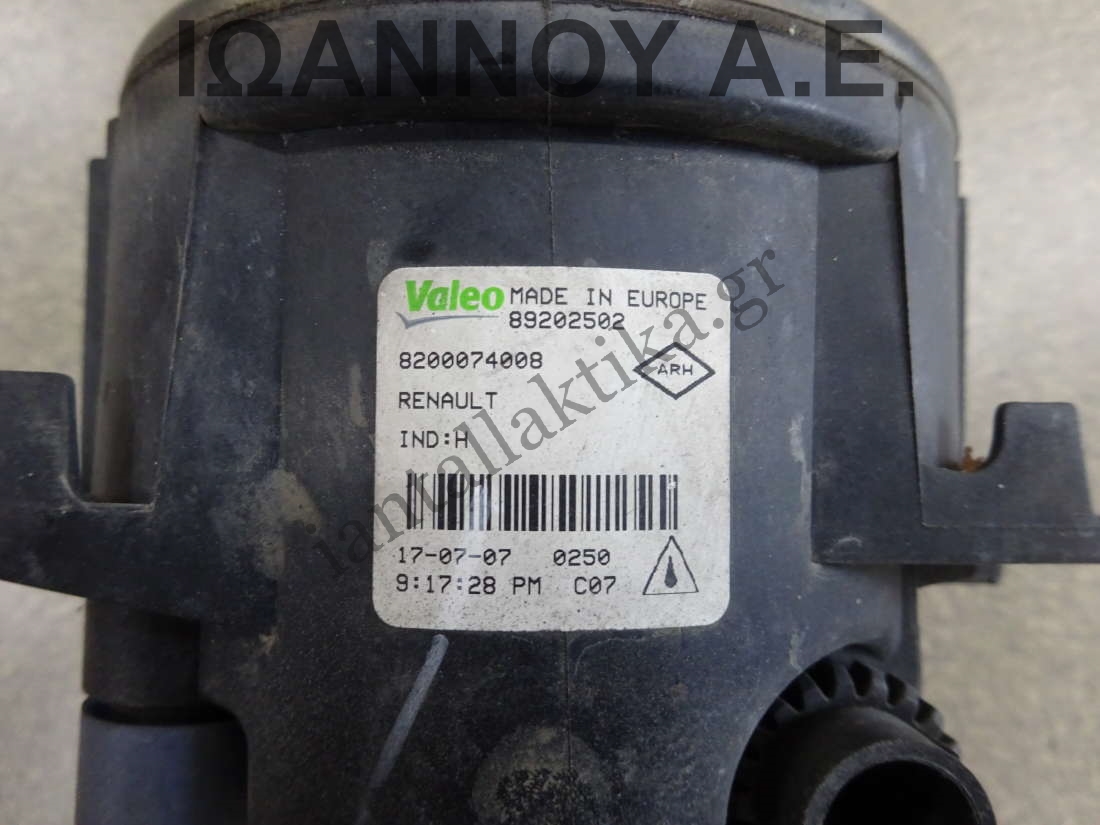 ΙΩΑΝΝΟΥ Α.Ε.
Valeo MADE IN EUROPE
89202502
8200074008
ARH
RENAULT
IND:H
17-07-07 0250
9:17:28 PM C07
iantallaktika.gr